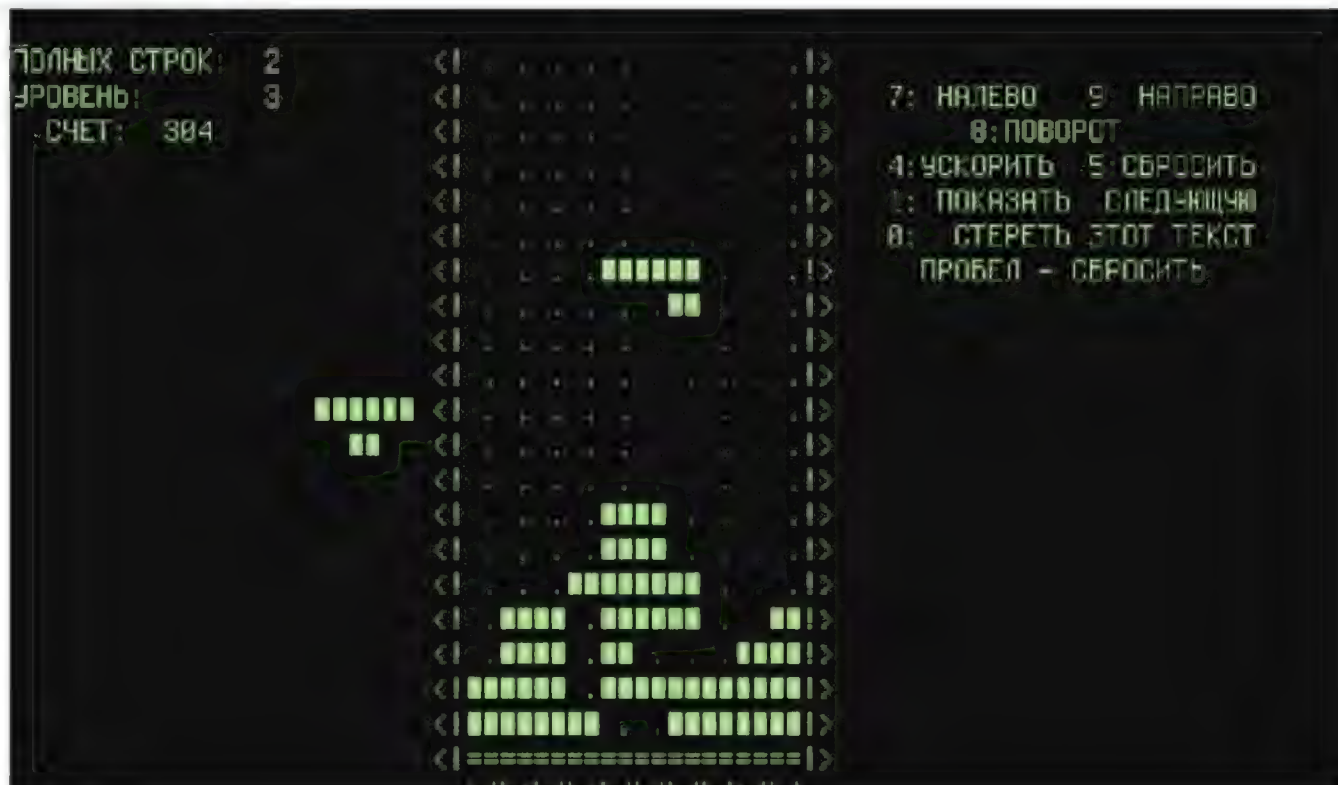 ПОЛНЫХ СТРОК: 2
УРОВЕНЬ: 3
СЧЕТ: 304
7: НАЛЕВО 9: НАПРАВО
8:ПОВОРОТ
4:УСКОРИТЬ 5:СБРОСИТЬ
1: ПОКАЗАТЬ СЛЕДУЮЩУЮ
0: СТЕРЕТЬ ЭТОТ ТЕКСТ
ПРОБЕЛ - СБРОСИТЬ